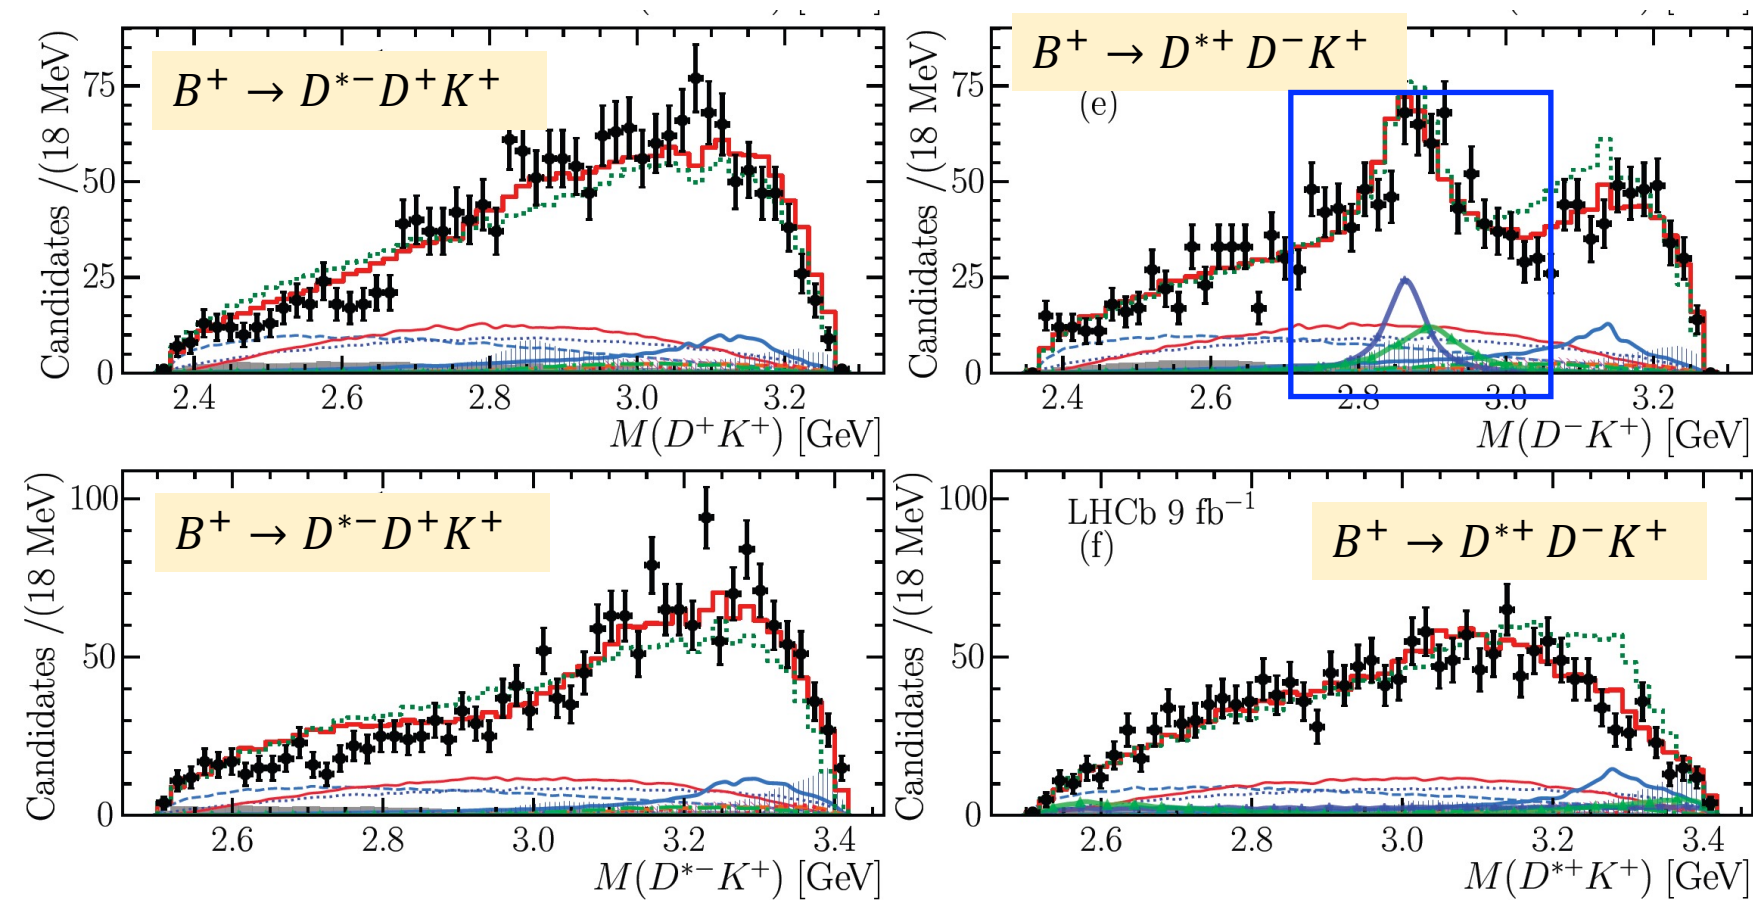 B⁺ → D*⁻ D⁺ K⁺
Candidates /(18 MeV)
75
50
25
0
2.4 2.6 2.8 3.0 3.2
M(D⁺K⁺) [GeV]
B⁺ → D*⁺ D⁻ K⁺
(e)
Candidates /(18 MeV)
75
50
25
0
2.4 2.6 2.8 3.0 3.2
M(D⁻K⁺) [GeV]
B⁺ → D*⁻ D⁺ K⁺
Candidates /(18 MeV)
100
50
0
2.6 2.8 3.0 3.2 3.4
M(D*⁻K⁺) [GeV]
LHCb 9 fb⁻¹
(f)
B⁺ → D*⁺ D⁻ K⁺
Candidates /(18 MeV)
100
50
0
2.6 2.8 3.0 3.2 3.4
M(D*⁺K⁺) [GeV]